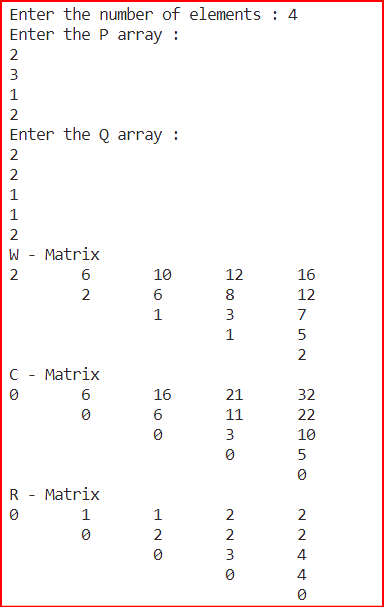 Enter the number of elements : 4
Enter the P array :
2
3
1
2
Enter the Q array :
2
2
1
1
2
W - Matrix
2 6 10 12 16
2 6 8 12
1 3 7
1 5
2
C - Matrix
0 6 16 21 32
0 6 11 22
0 3 10
0 5
0
R - Matrix
0 1 1 2 2
0 2 2 2
0 3 4
0 4
0